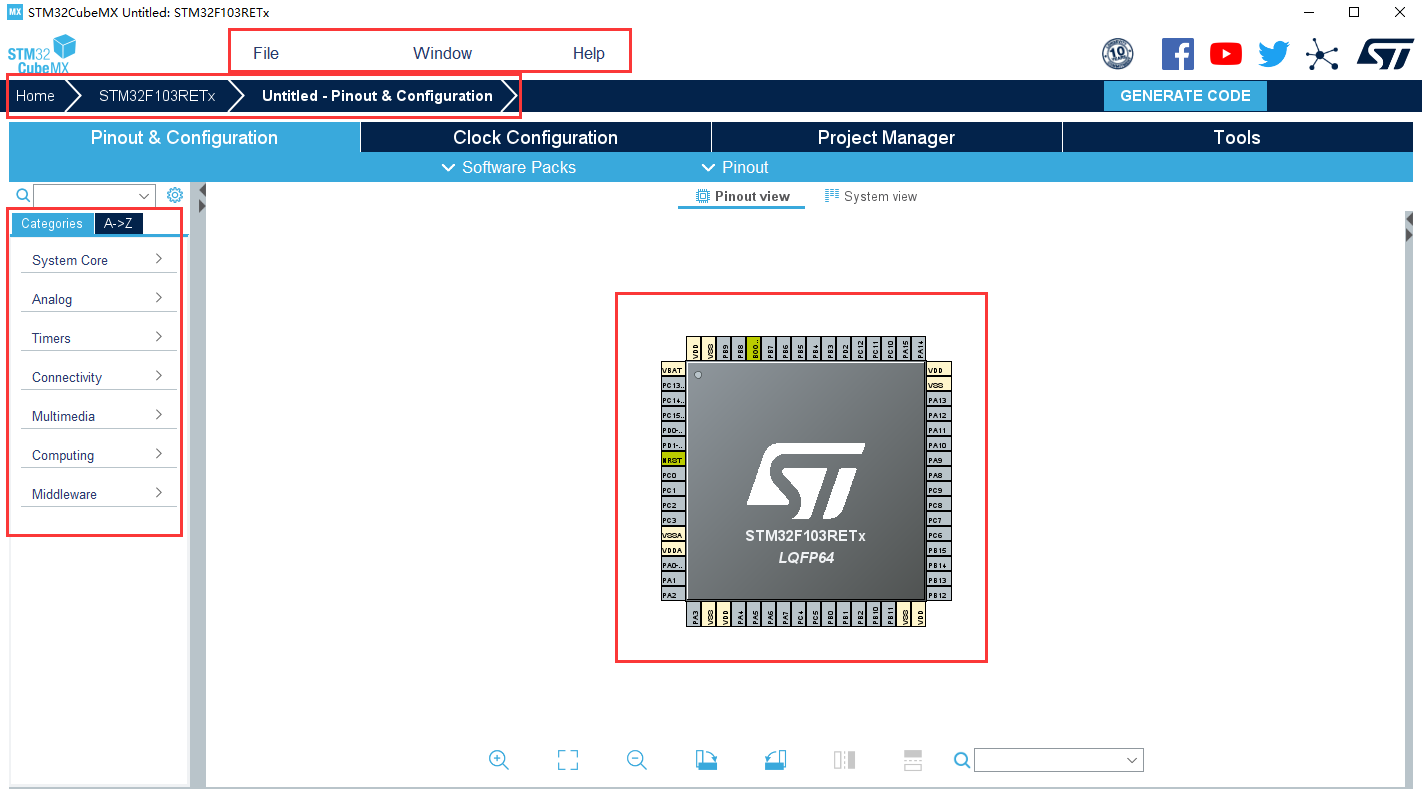 MX STM32CubeMX Untitled: STM32F103RETx
STM32
CubeMX
File Window Help
10
ST
Home STM32F103RETx Untitled - Pinout & Configuration GENERATE CODE
Pinout & Configuration Clock Configuration Project Manager Tools
Software Packs Pinout
Pinout view System view
Categories A->Z
System Core
Analog
Timers
Connectivity
Multimedia
Computing
Middleware
VDD VSS PB9 PB8 BOO.. PB7 PB6 PB5 PB4 PB3 PD2 PC12 PC11 PC10 PA15 PA14
VBAT
PC13..
PC14..
PC15..
PD0-..
PD1-..
NRST
PC0
PC1
PC2
PC3
VSSA
VDDA
PA0-..
PA1
PA2
ST
STM32F103RETx
LQFP64
VDD
VSS
PA13
PA12
PA11
PA10
PA9
PA8
PC9
PC8
PC7
PC6
PB15
PB14
PB13
PB12
PA3 VSS VDD PA4 PA5 PA6 PA7 PC4 PC5 PB0 PB1 PB2 PB10 PB11 VSS VDD